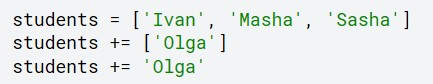 students = ['Ivan', 'Masha', 'Sasha']
students += ['Olga']
students += 'Olga'